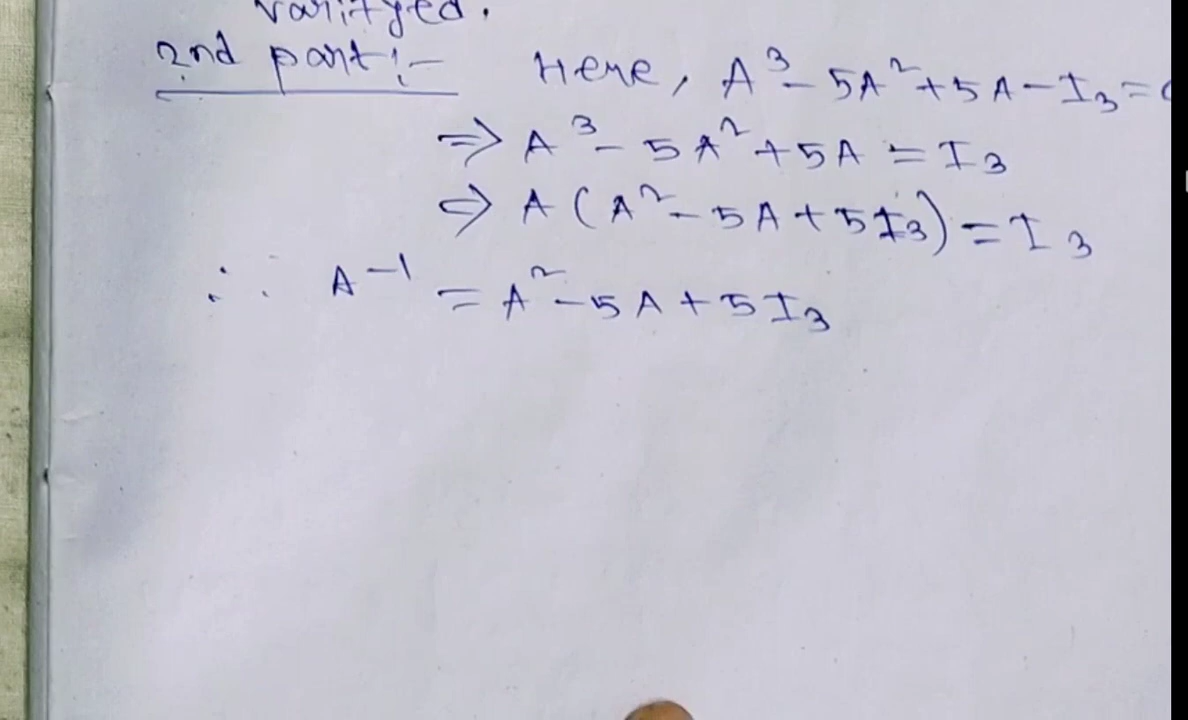 varityed.
2nd part:- Here, A³ - 5A² + 5A - I₃ =
⇒ A³ - 5A² + 5A = I₃
⇒ A (A² - 5A + 5I₃) = I₃
∴ A⁻¹ = A² - 5A + 5I₃